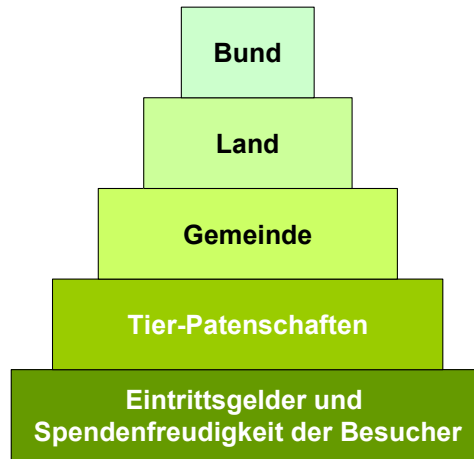 Bund
Land
Gemeinde
Tier-Patenschaften
Eintrittsgelder und
Spendenfreudigkeit der Besucher